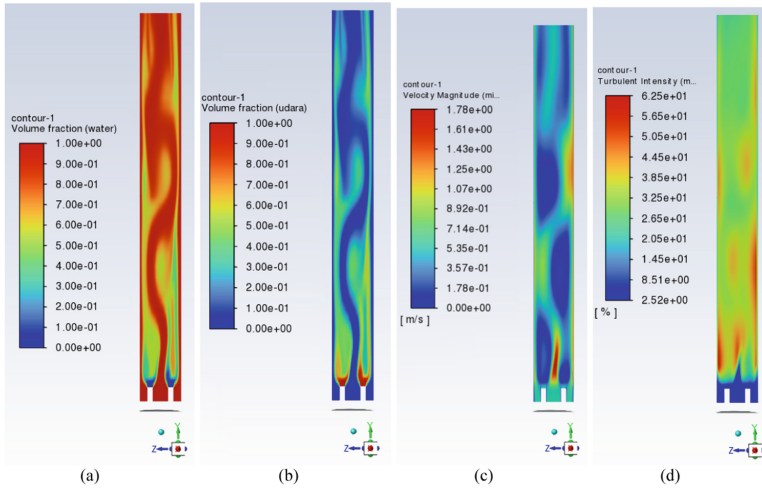 contour-1
Volume fraction (water)
1.00e+00
9.00e-01
8.00e-01
7.00e-01
6.00e-01
5.00e-01
4.00e-01
3.00e-01
2.00e-01
1.00e-01
0.00e+00
Y
Z
(a)
contour-1
Volume fraction (udara)
1.00e+00
9.00e-01
8.00e-01
7.00e-01
6.00e-01
5.00e-01
4.00e-01
3.00e-01
2.00e-01
1.00e-01
0.00e+00
Y
Z
(b)
contour-1
Velocity Magnitude (mi...
1.78e+00
1.61e+00
1.43e+00
1.25e+00
1.07e+00
8.92e-01
7.14e-01
5.35e-01
3.57e-01
1.78e-01
0.00e+00
[ m/s ]
Y
Z
(c)
contour-1
Turbulent Intensity (m...
6.25e+01
5.65e+01
5.05e+01
4.45e+01
3.85e+01
3.25e+01
2.65e+01
2.05e+01
1.45e+01
8.51e+00
2.52e+00
[ % ]
Y
Z
(d)